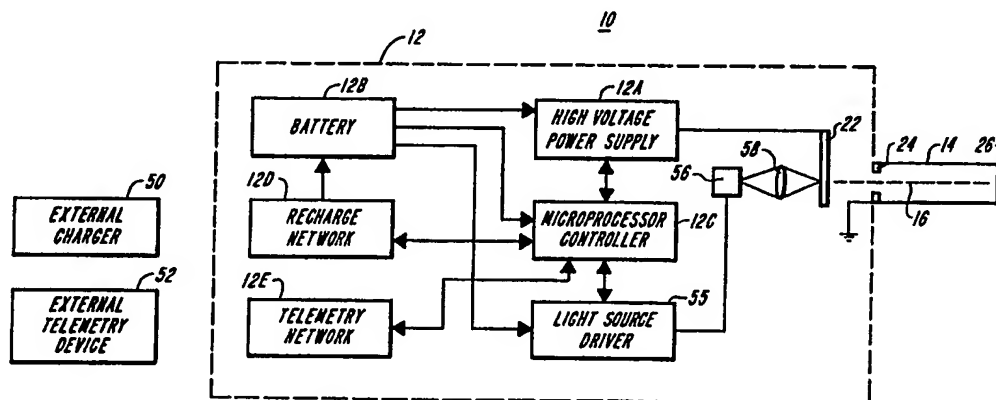 10
12
12B
BATTERY
12A
HIGH VOLTAGE
POWER SUPPLY
22
24
14
26
58
56
16
50
EXTERNAL
CHARGER
12D
RECHARGE
NETWORK
MICROPROCESSOR
CONTROLLER
12C
52
EXTERNAL
TELEMETRY
DEVICE
12E
TELEMETRY
NETWORK
55
LIGHT SOURCE
DRIVER